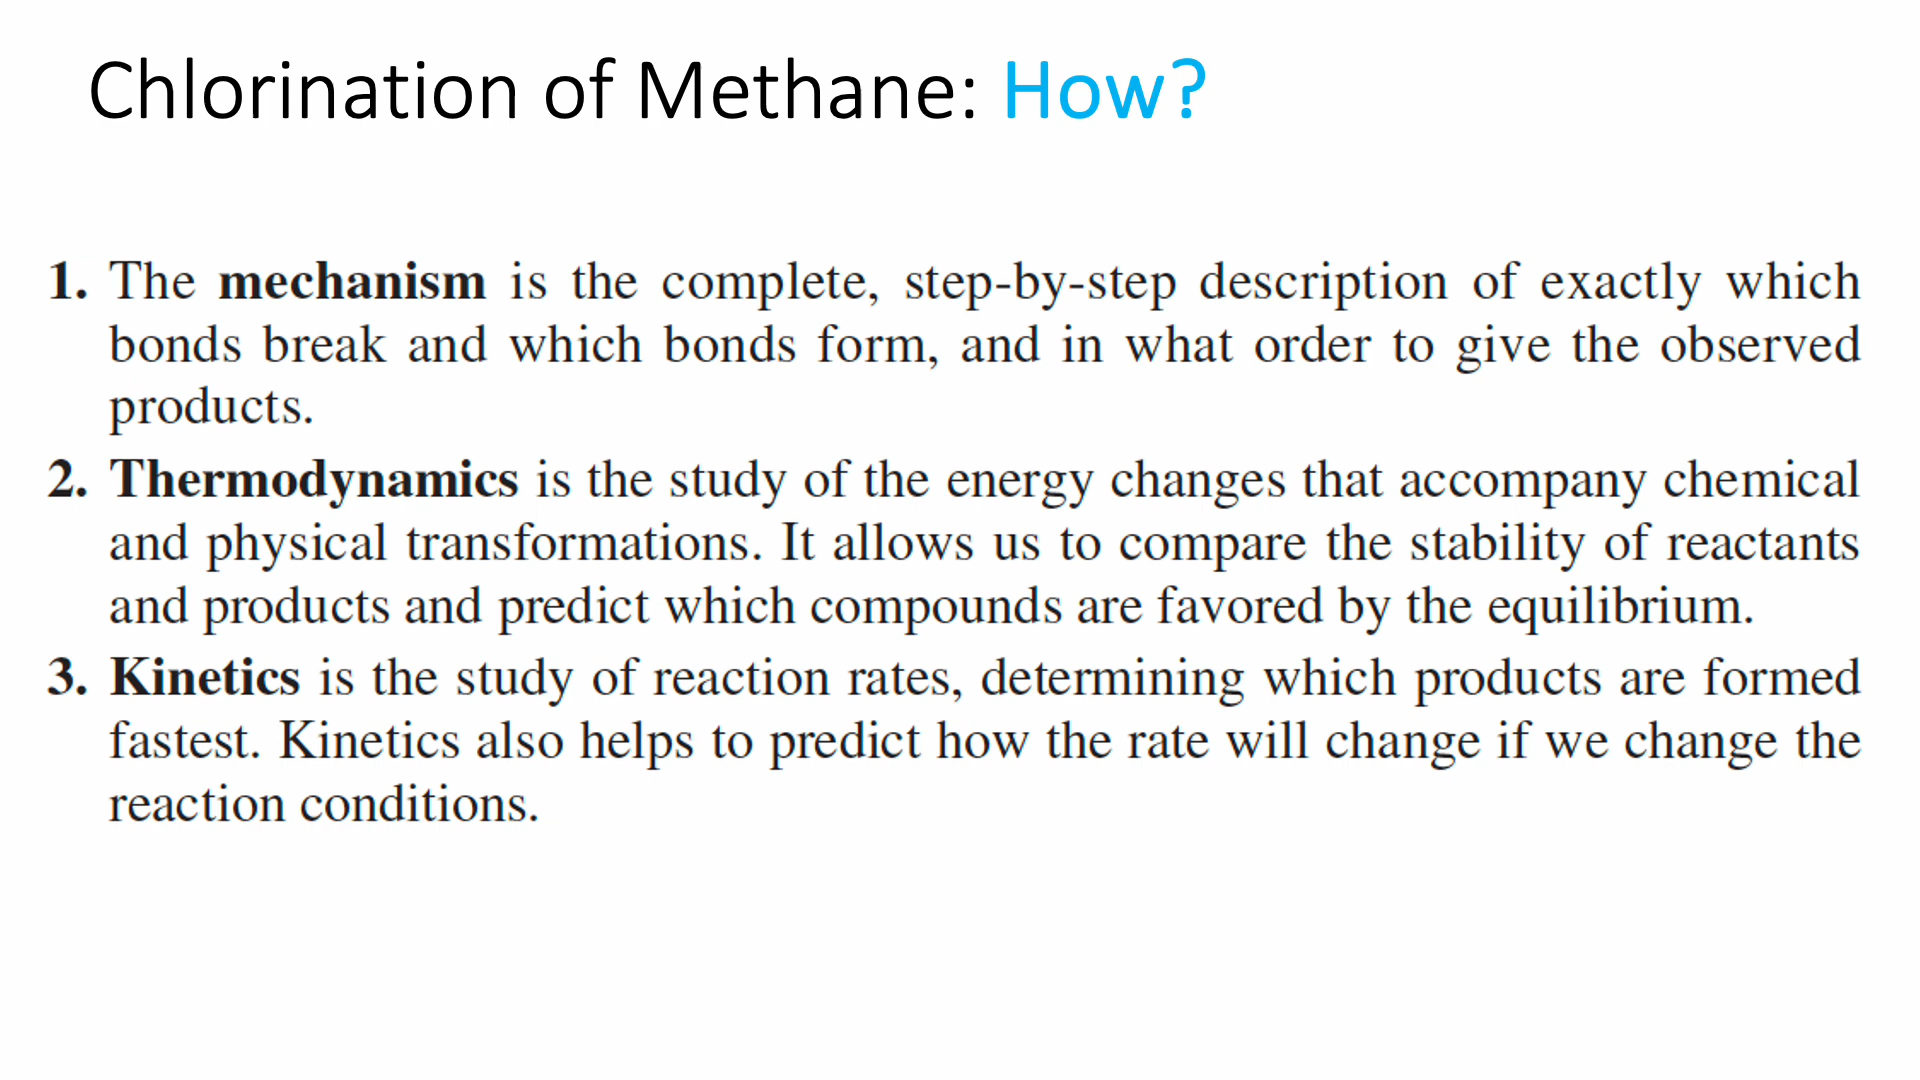 Chlorination of Methane: How?
1. The mechanism is the complete, step-by-step description of exactly which
bonds break and which bonds form, and in what order to give the observed
products.
2. Thermodynamics is the study of the energy changes that accompany chemical
and physical transformations. It allows us to compare the stability of reactants
and products and predict which compounds are favored by the equilibrium.
3. Kinetics is the study of reaction rates, determining which products are formed
fastest. Kinetics also helps to predict how the rate will change if we change the
reaction conditions.